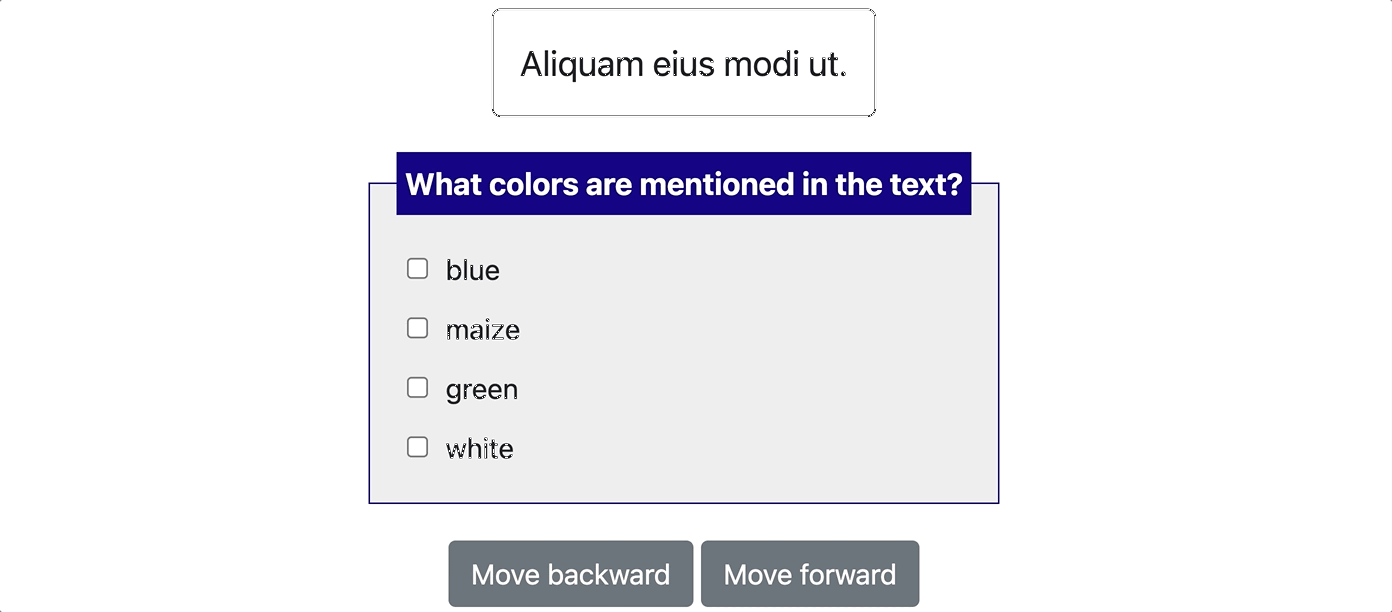 Aliquam eius modi ut.
What colors are mentioned in the text?
blue
maize
green
white
Move backward Move forward